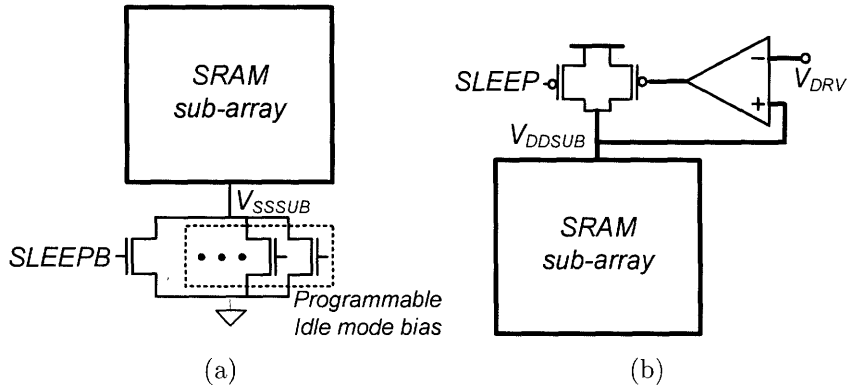 SRAM
sub-array
V_SSSUB
SLEEPB
Programmable
Idle mode bias
(a)
SLEEP
−
V_DRV
+
V_DDSUB
SRAM
sub-array
(b)